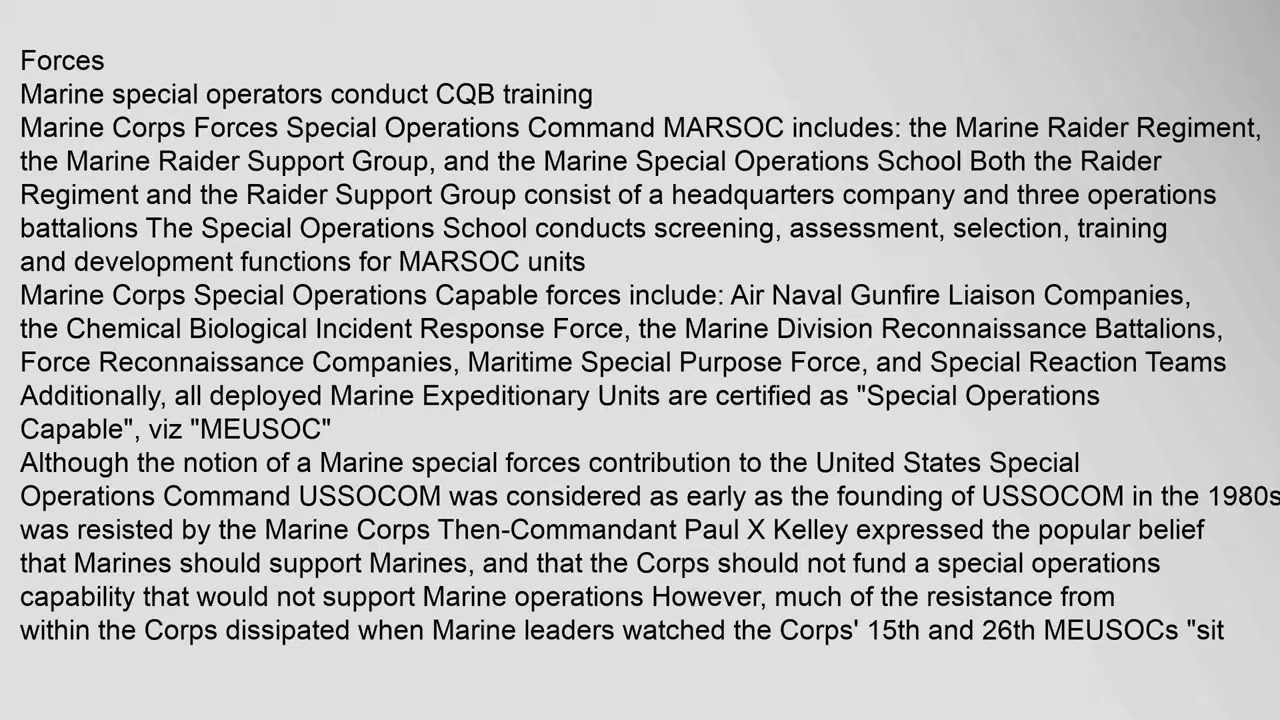 Forces
Marine special operators conduct CQB training
Marine Corps Forces Special Operations Command MARSOC includes: the Marine Raider Regiment,
the Marine Raider Support Group, and the Marine Special Operations School Both the Raider
Regiment and the Raider Support Group consist of a headquarters company and three operations
battalions The Special Operations School conducts screening, assessment, selection, training
and development functions for MARSOC units
Marine Corps Special Operations Capable forces include: Air Naval Gunfire Liaison Companies,
the Chemical Biological Incident Response Force, the Marine Division Reconnaissance Battalions,
Force Reconnaissance Companies, Maritime Special Purpose Force, and Special Reaction Teams
Additionally, all deployed Marine Expeditionary Units are certified as "Special Operations
Capable", viz "MEUSOC"
Although the notion of a Marine special forces contribution to the United States Special
Operations Command USSOCOM was considered as early as the founding of USSOCOM in the 1980s
was resisted by the Marine Corps Then-Commandant Paul X Kelley expressed the popular belief
that Marines should support Marines, and that the Corps should not fund a special operations
capability that would not support Marine operations However, much of the resistance from
within the Corps dissipated when Marine leaders watched the Corps' 15th and 26th MEUSOCs "sit